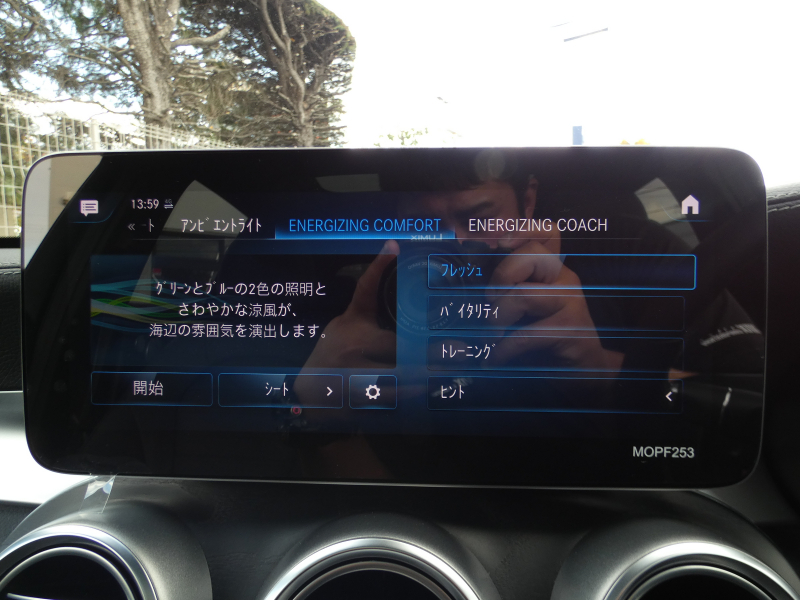 13:59
«ート アンビエントライト ENERGIZING COMFORT ENERGIZING COACH
LUMIX
グリーンとブルーの2色の照明と
さわやかな涼風が、
海辺の雰囲気を演出します。
開始 シート
フレッシュ
バイタリティ
トレーニング
ヒント
MOPF253